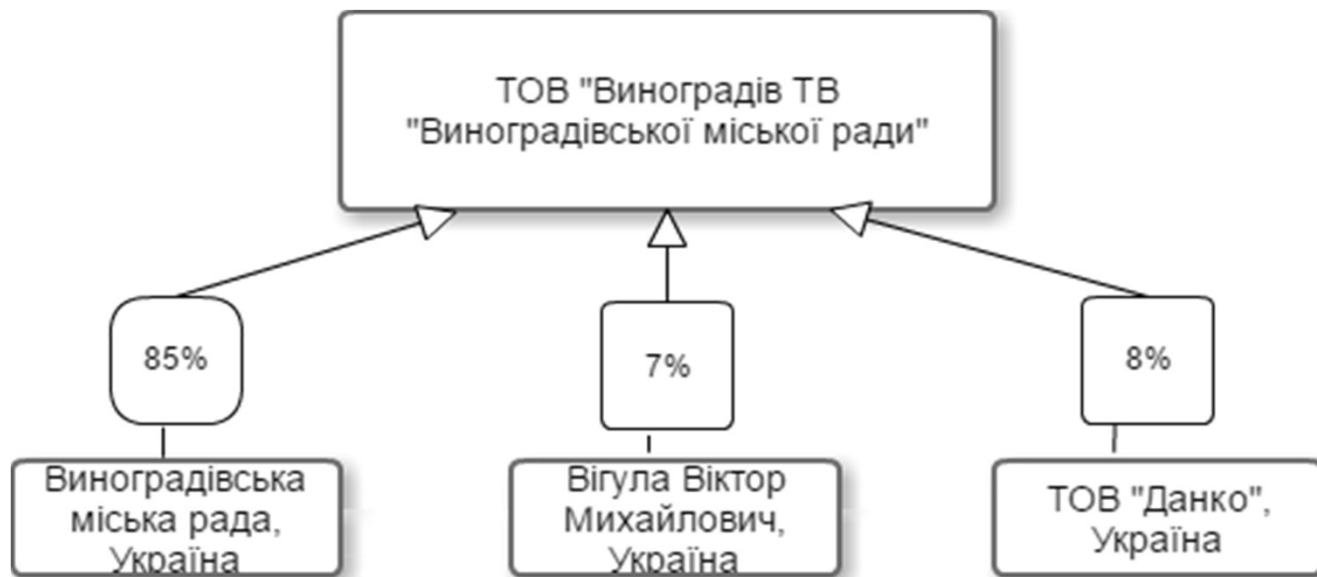 ТОВ "Виноградів ТВ
"Виноградівської міської ради"
85%
7%
8%
Виноградівська
міська рада,
Україна
Вігула Віктор
Михайлович,
Україна
ТОВ "Данко",
Україна